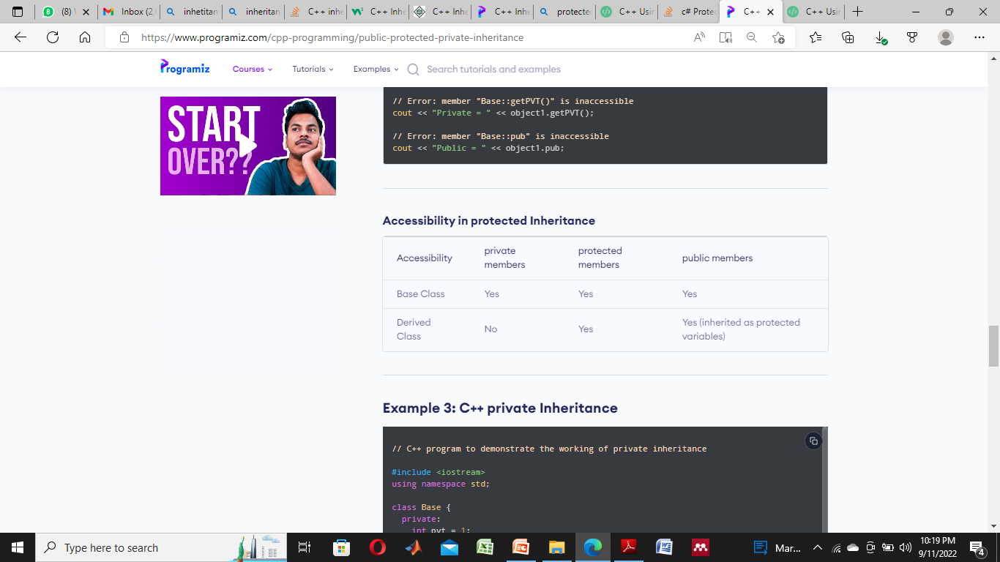 (8) W
Inbox (2,
inhetitan
inheritan
C++ inhe
C++ Inhe
C++ Inhe
C++ Inhe
protected
C++ Usin
c# Protec
C++
C++ Usin
https://www.programiz.com/cpp-programming/public-protected-private-inheritance
Programiz
Courses
Tutorials
Examples
Search tutorials and examples
START
OVER??
// Error: member "Base::getPVT()" is inaccessible
cout << "Private = " << object1.getPVT();
// Error: member "Base::pub" is inaccessible
cout << "Public = " << object1.pub;
Accessibility in protected Inheritance
Accessibility
private
members
protected
members
public members
Base Class
Yes
Yes
Yes
Derived
Class
No
Yes
Yes (inherited as protected
variables)
Example 3: C++ private Inheritance
// C++ program to demonstrate the working of private inheritance
#include <iostream>
using namespace std;
class Base {
private:
int pvt = 1;
Type here to search
Mar...
10:19 PM
9/11/2022
4